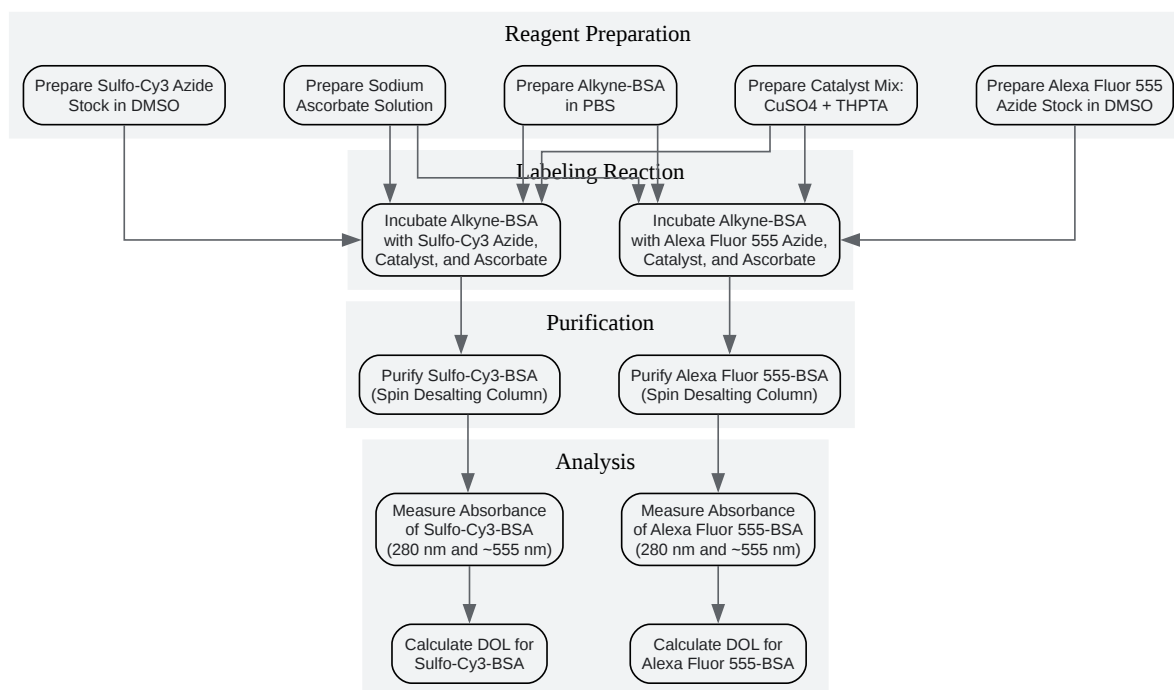 Reagent Preparation
Prepare Sulfo-Cy3 Azide
Stock in DMSO
Prepare Sodium
Ascorbate Solution
Prepare Alkyne-BSA
in PBS
Prepare Catalyst Mix:
CuSO4 + THPTA
Prepare Alexa Fluor 555
Azide Stock in DMSO
Labeling Reaction
Incubate Alkyne-BSA
with Sulfo-Cy3 Azide,
Catalyst, and Ascorbate
Incubate Alkyne-BSA
with Alexa Fluor 555 Azide,
Catalyst, and Ascorbate
Purification
Purify Sulfo-Cy3-BSA
(Spin Desalting Column)
Purify Alexa Fluor 555-BSA
(Spin Desalting Column)
Analysis
Measure Absorbance
of Sulfo-Cy3-BSA
(280 nm and ~555 nm)
Measure Absorbance
of Alexa Fluor 555-BSA
(280 nm and ~555 nm)
Calculate DOL for
Sulfo-Cy3-BSA
Calculate DOL for
Alexa Fluor 555-BSA